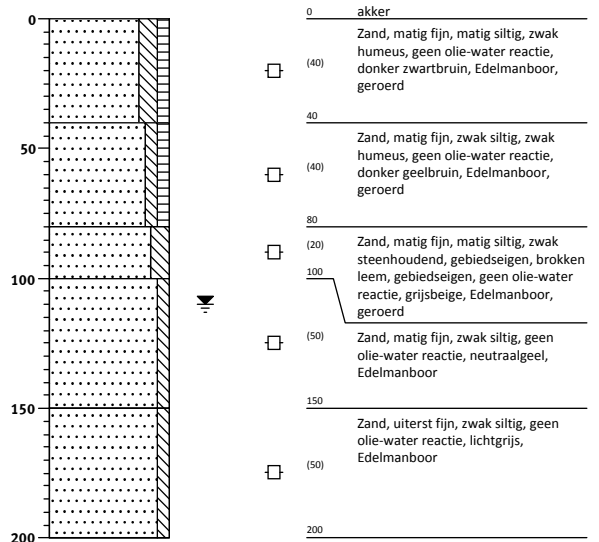 0
50
100
150
200
0
akker
(40)
Zand, matig fijn, matig siltig, zwak
humeus, geen olie-water reactie,
donker zwartbruin, Edelmanboor,
geroerd
40
(40)
Zand, matig fijn, zwak siltig, zwak
humeus, geen olie-water reactie,
donker geelbruin, Edelmanboor,
geroerd
80
(20)
Zand, matig fijn, matig siltig, zwak
steenhoudend, gebiedseigen, brokken
leem, gebiedseigen, geen olie-water
reactie, grijsbeige, Edelmanboor,
geroerd
100
(50)
Zand, matig fijn, zwak siltig, geen
olie-water reactie, neutraalgeel,
Edelmanboor
150
(50)
Zand, uiterst fijn, zwak siltig, geen
olie-water reactie, lichtgrijs,
Edelmanboor
200